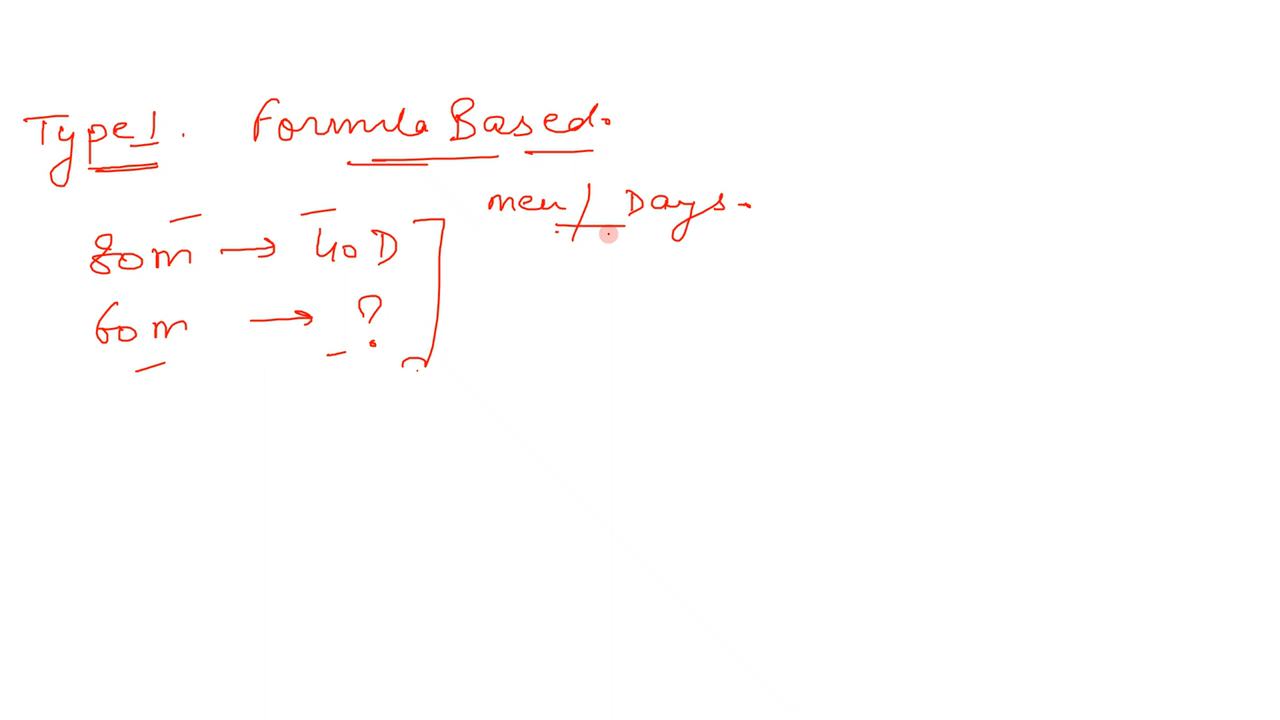 Type 1. Formula Based.
men / Days.
80m → 40D
60m → ?